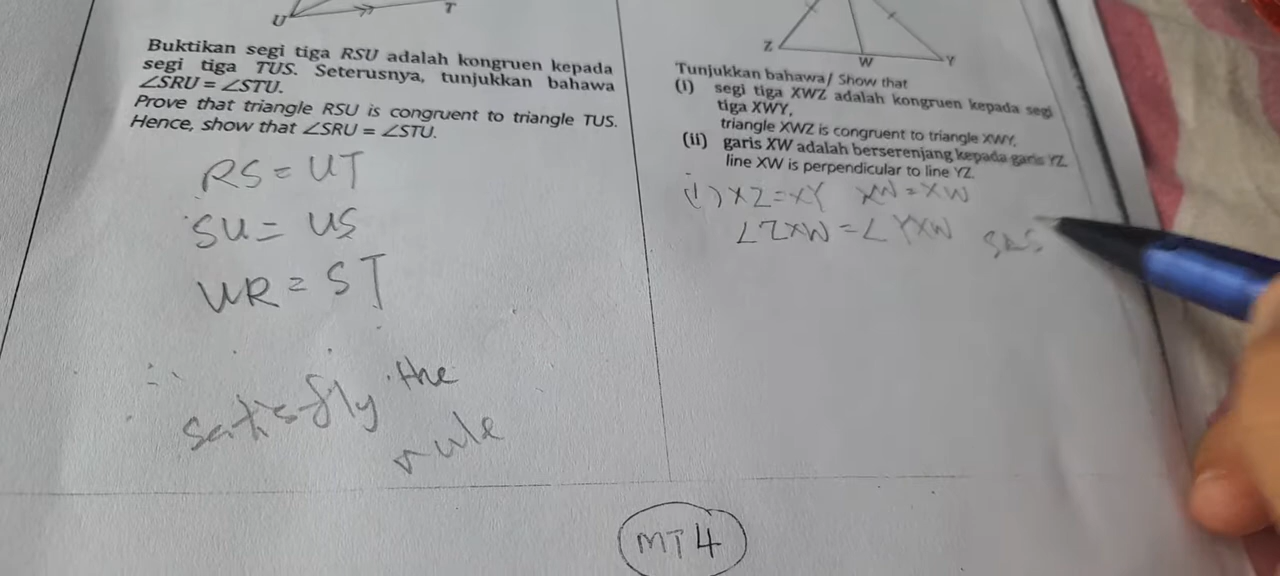 U
T
Buktikan segi tiga RSU adalah kongruen kepada
segi tiga TUS. Seterusnya, tunjukkan bahawa
∠SRU = ∠STU.
Prove that triangle RSU is congruent to triangle TUS.
Hence, show that ∠SRU = ∠STU.
RS = UT
SU = US
UR = ST
∴ satisfly the
rule
Z
W
Y
Tunjukkan bahawa/ Show that
(i) segi tiga XWZ adalah kongruen kepada segi
tiga XWY,
triangle XWZ is congruent to triangle XWY.
(ii) garis XW adalah berserenjang kepada garis YZ
line XW is perpendicular to line YZ.
(i) XZ = XY XW = XW
∠ZXW = ∠YXW SAS
MT4